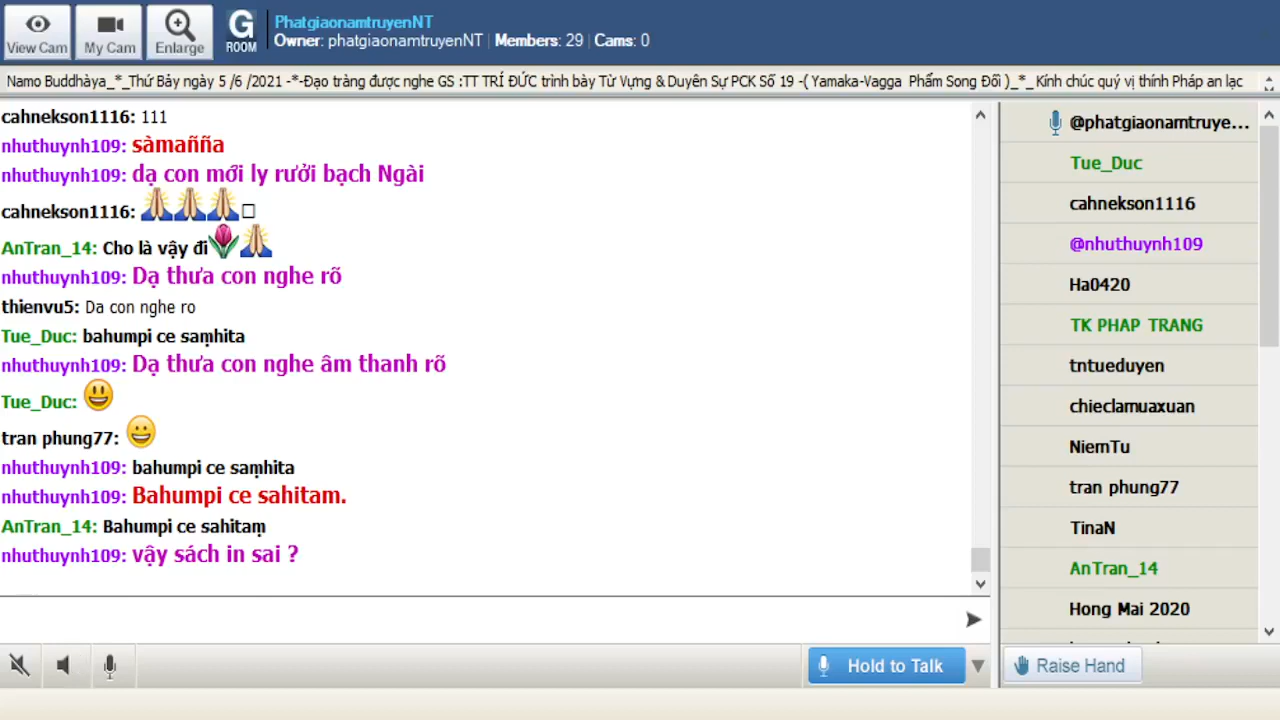 View Cam
My Cam
Enlarge
G
ROOM
PhatgiaonamtruyenNT
Owner: phatgiaonamtruyenNT | Members: 29 | Cams: 0
Namo Buddhàya_*_Thứ Bảy ngày 5 /6 /2021 -*-Đạo tràng được nghe GS :TT TRÍ ĐỨC trình bày Từ Vựng & Duyên Sự PCK Số 19 -( Yamaka-Vagga Phẩm Song Đối )_*_ Kính chúc quý vị thính Pháp an lạc
cahnekson1116: 111
nhuthuynh109: sàmañña
nhuthuynh109: dạ con mới ly rưởi bạch Ngài
cahnekson1116:
AnTran_14: Cho là vậy đi
nhuthuynh109: Dạ thưa con nghe rõ
thienvu5: Da con nghe ro
Tue_Duc: bahumpi ce saṃhita
nhuthuynh109: Dạ thưa con nghe âm thanh rõ
Tue_Duc:
tran phung77:
nhuthuynh109: bahumpi ce saṃhita
nhuthuynh109: Bahumpi ce sahitam.
AnTran_14: Bahumpi ce sahitaṃ
nhuthuynh109: vậy sách in sai ?
@phatgiaonamtruye...
Tue_Duc
cahnekson1116
@nhuthuynh109
Ha0420
TK PHAP TRANG
tntueduyen
chieclamuaxuan
NiemTu
tran phung77
TinaN
AnTran_14
Hong Mai 2020
Hold to Talk
Raise Hand